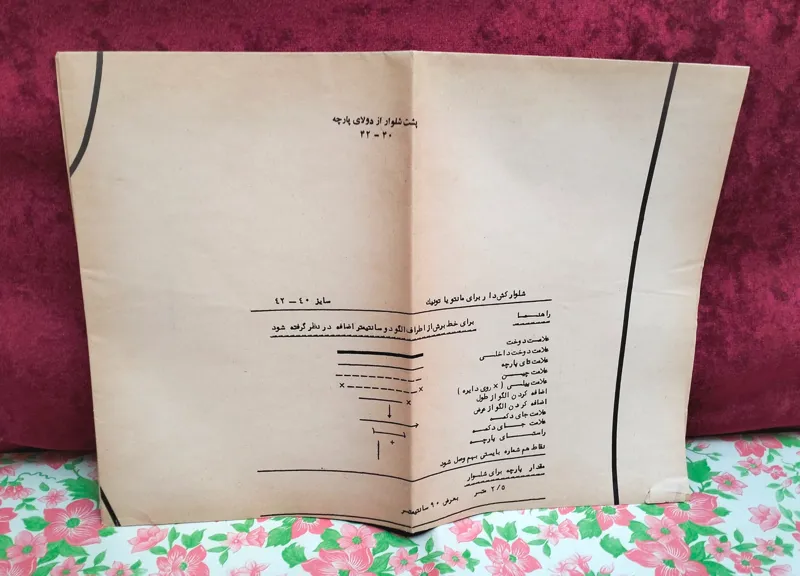 پشت شلوار از دولای پارچه
۳۰ – ۳۲
شلوار کش دار برای مانتو یا تونیک سایز ۴۰ – ۴۲
راهنما
برای خط برش از اطراف الگو دو سانتیمتر اضافه در نظر گرفته شود
علامت دوخت
علامت دوخت داخلی
علامت تای پارچه
علامت چین
علامت پیلی ( × روی دایره )
اضافه کردن الگو از طول
اضافه کردن الگو از عرض
علامت جای دکمه
علامت جای دکمه
راستای پارچه
نقاط هم شماره بایستی بهم وصل شود
مقدار پارچه برای شلوار
۲/۵ متر بعرض ۹۰ سانتیمتر